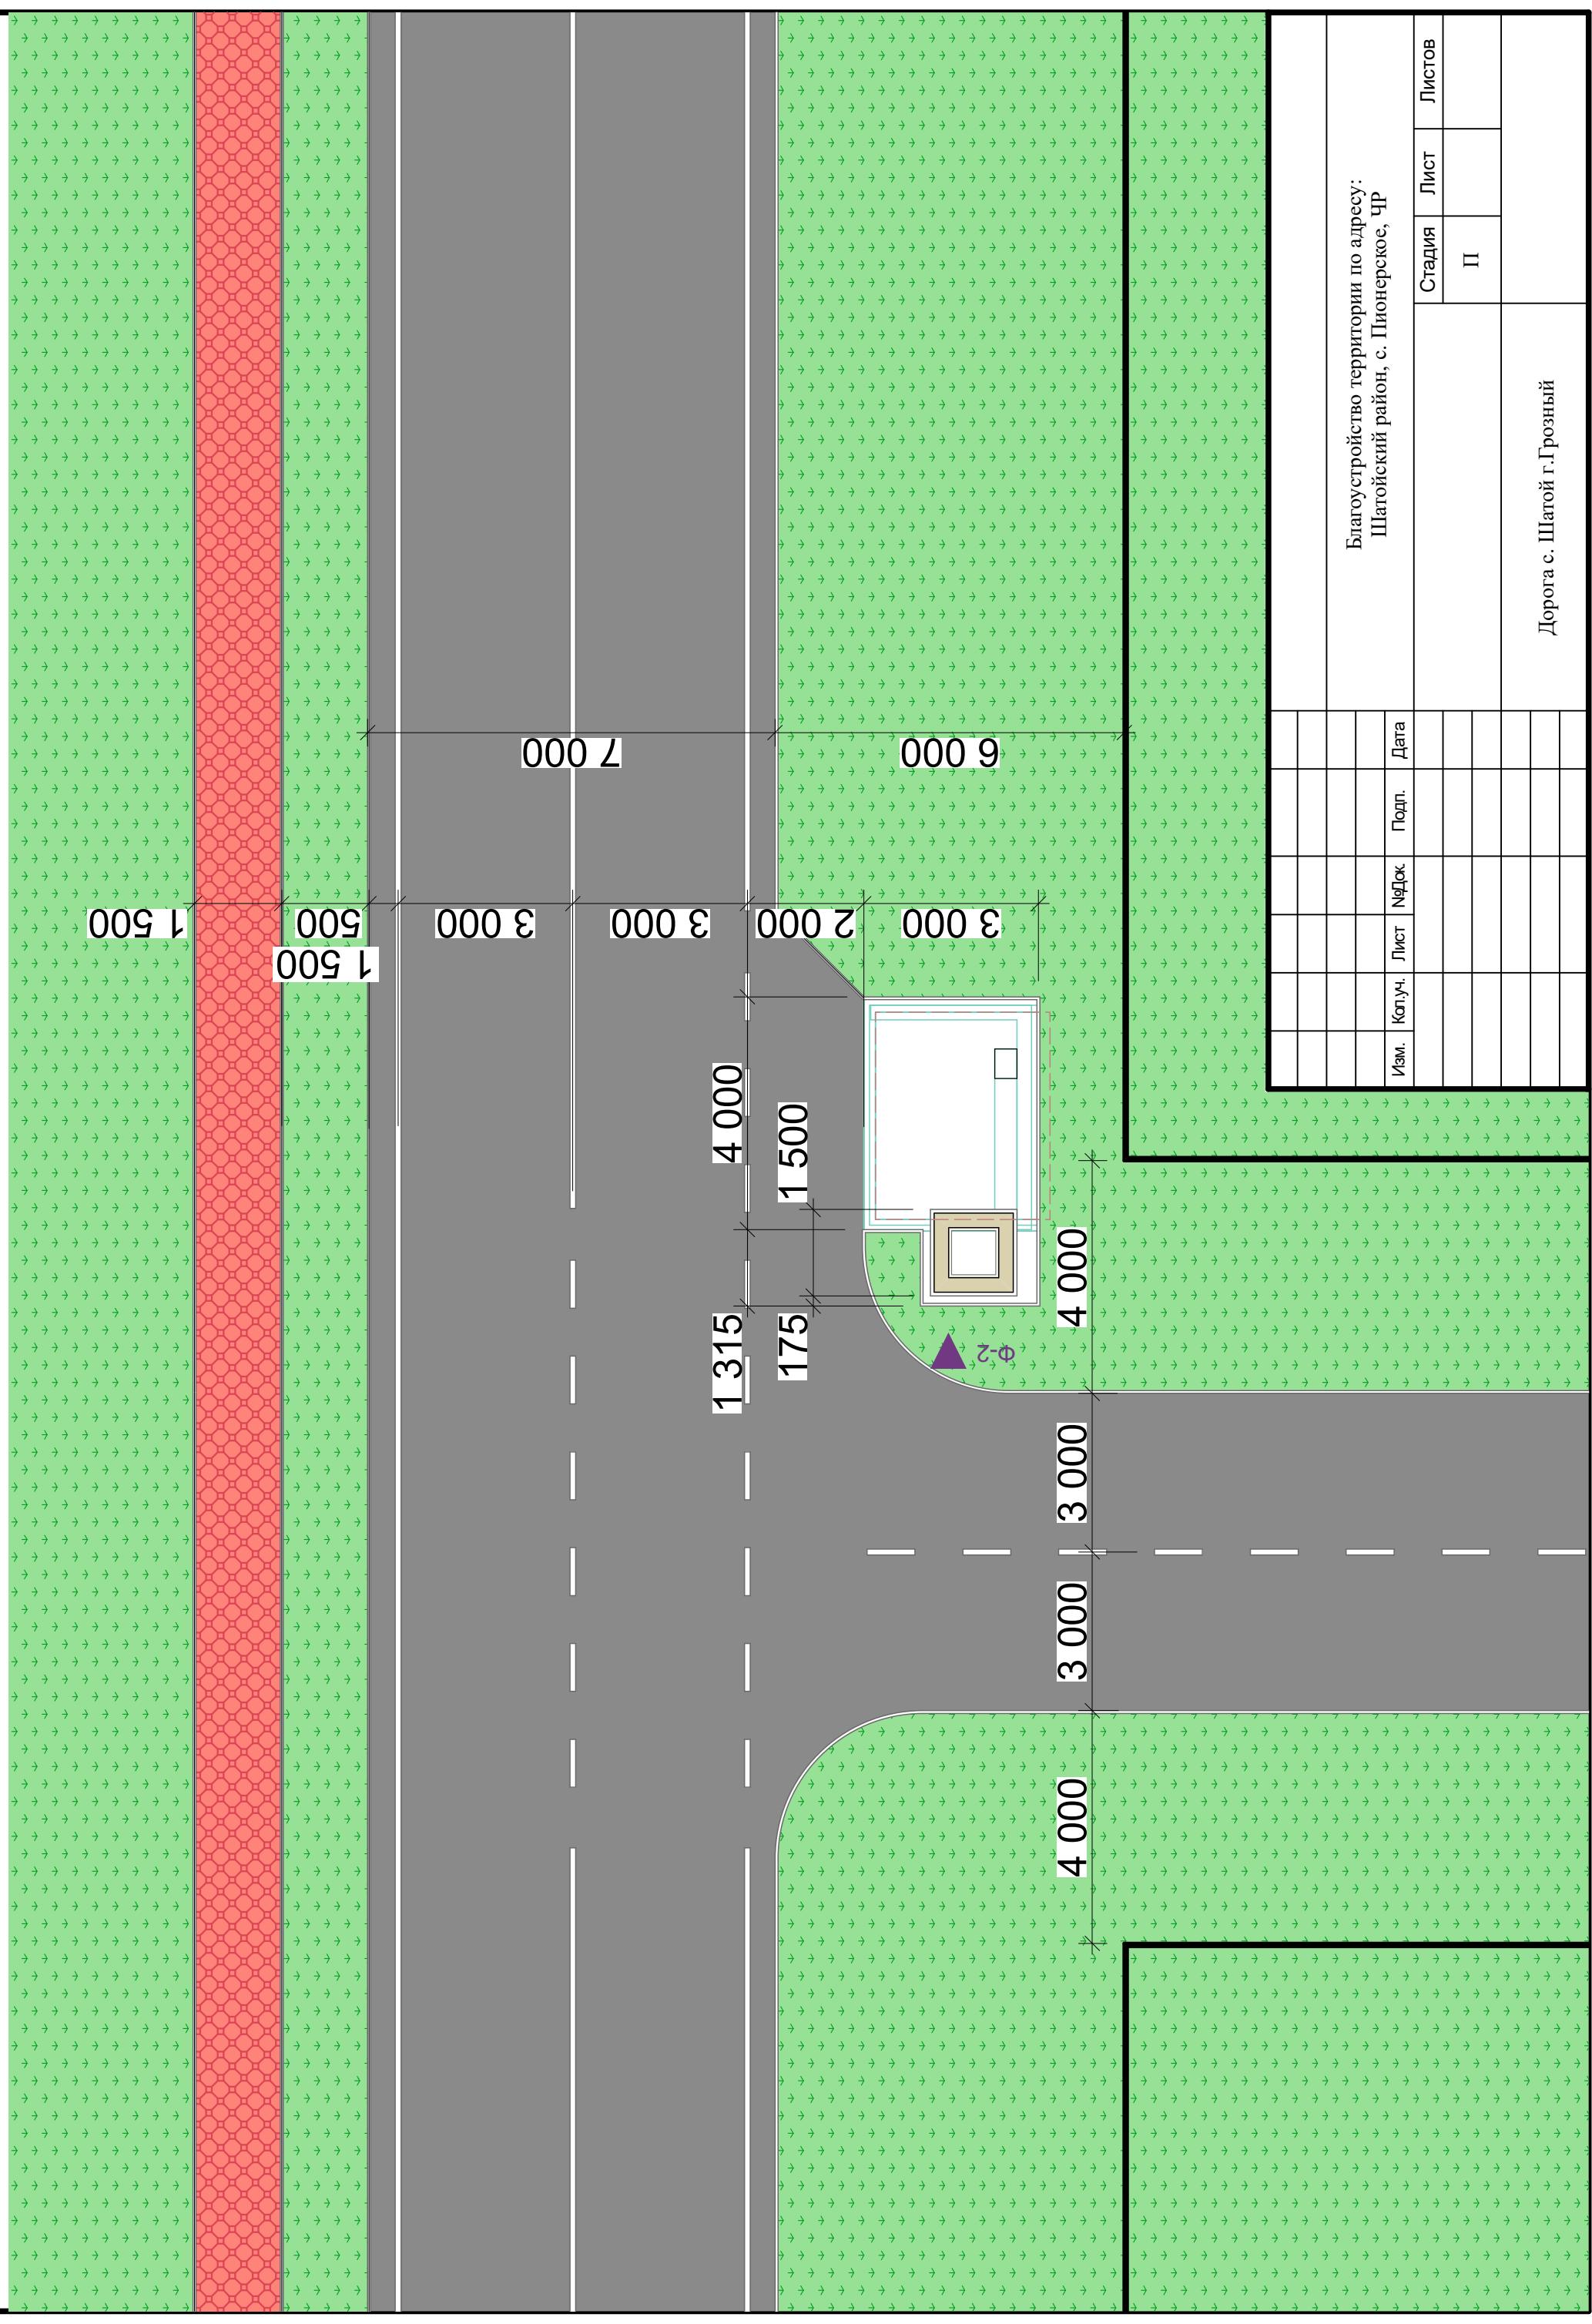 1 500
500
1 500
3 000
3 000
2 000
3 000
7 000
6 000
4 000
1 500
1 315
175
4 000
3 000
3 000
4 000
Ф-2
Благоустройство территории по адресу:
Шатойский район, с. Пионерское, ЧР
Изм. Кол.уч. Лист №Док. Подп. Дата
Стадия Лист Листов
П
Дорога с. Шатой г.Грозный